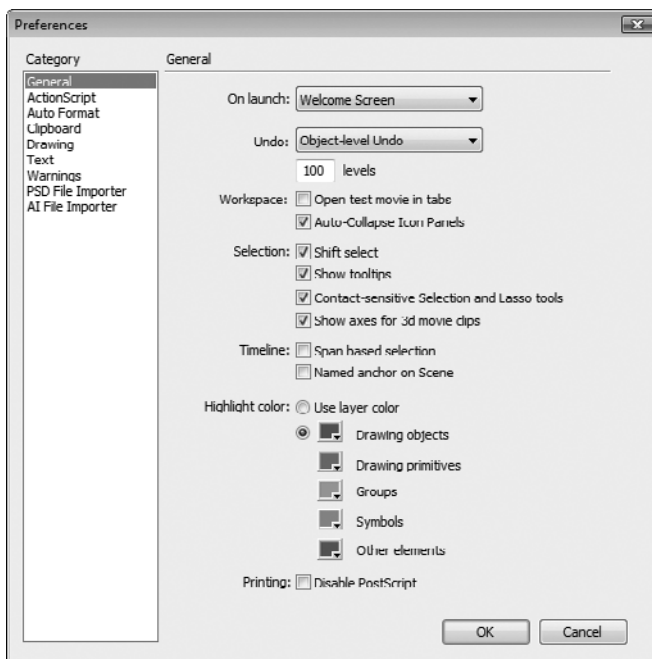 Preferences
Category
General
ActionScript
Auto Format
Clipboard
Drawing
Text
Warnings
PSD File Importer
AI File Importer
General
On launch: Welcome Screen
Undo: Object-level Undo
100 levels
Workspace: Open test movie in tabs
Auto-Collapse Icon Panels
Selection: Shift select
Show tooltips
Contact-sensitive Selection and Lasso tools
Show axes for 3d movie clips
Timeline: Span based selection
Named anchor on Scene
Highlight color: Use layer color
Drawing objects
Drawing primitives
Groups
Symbols
Other elements
Printing: Disable PostScript
OK Cancel